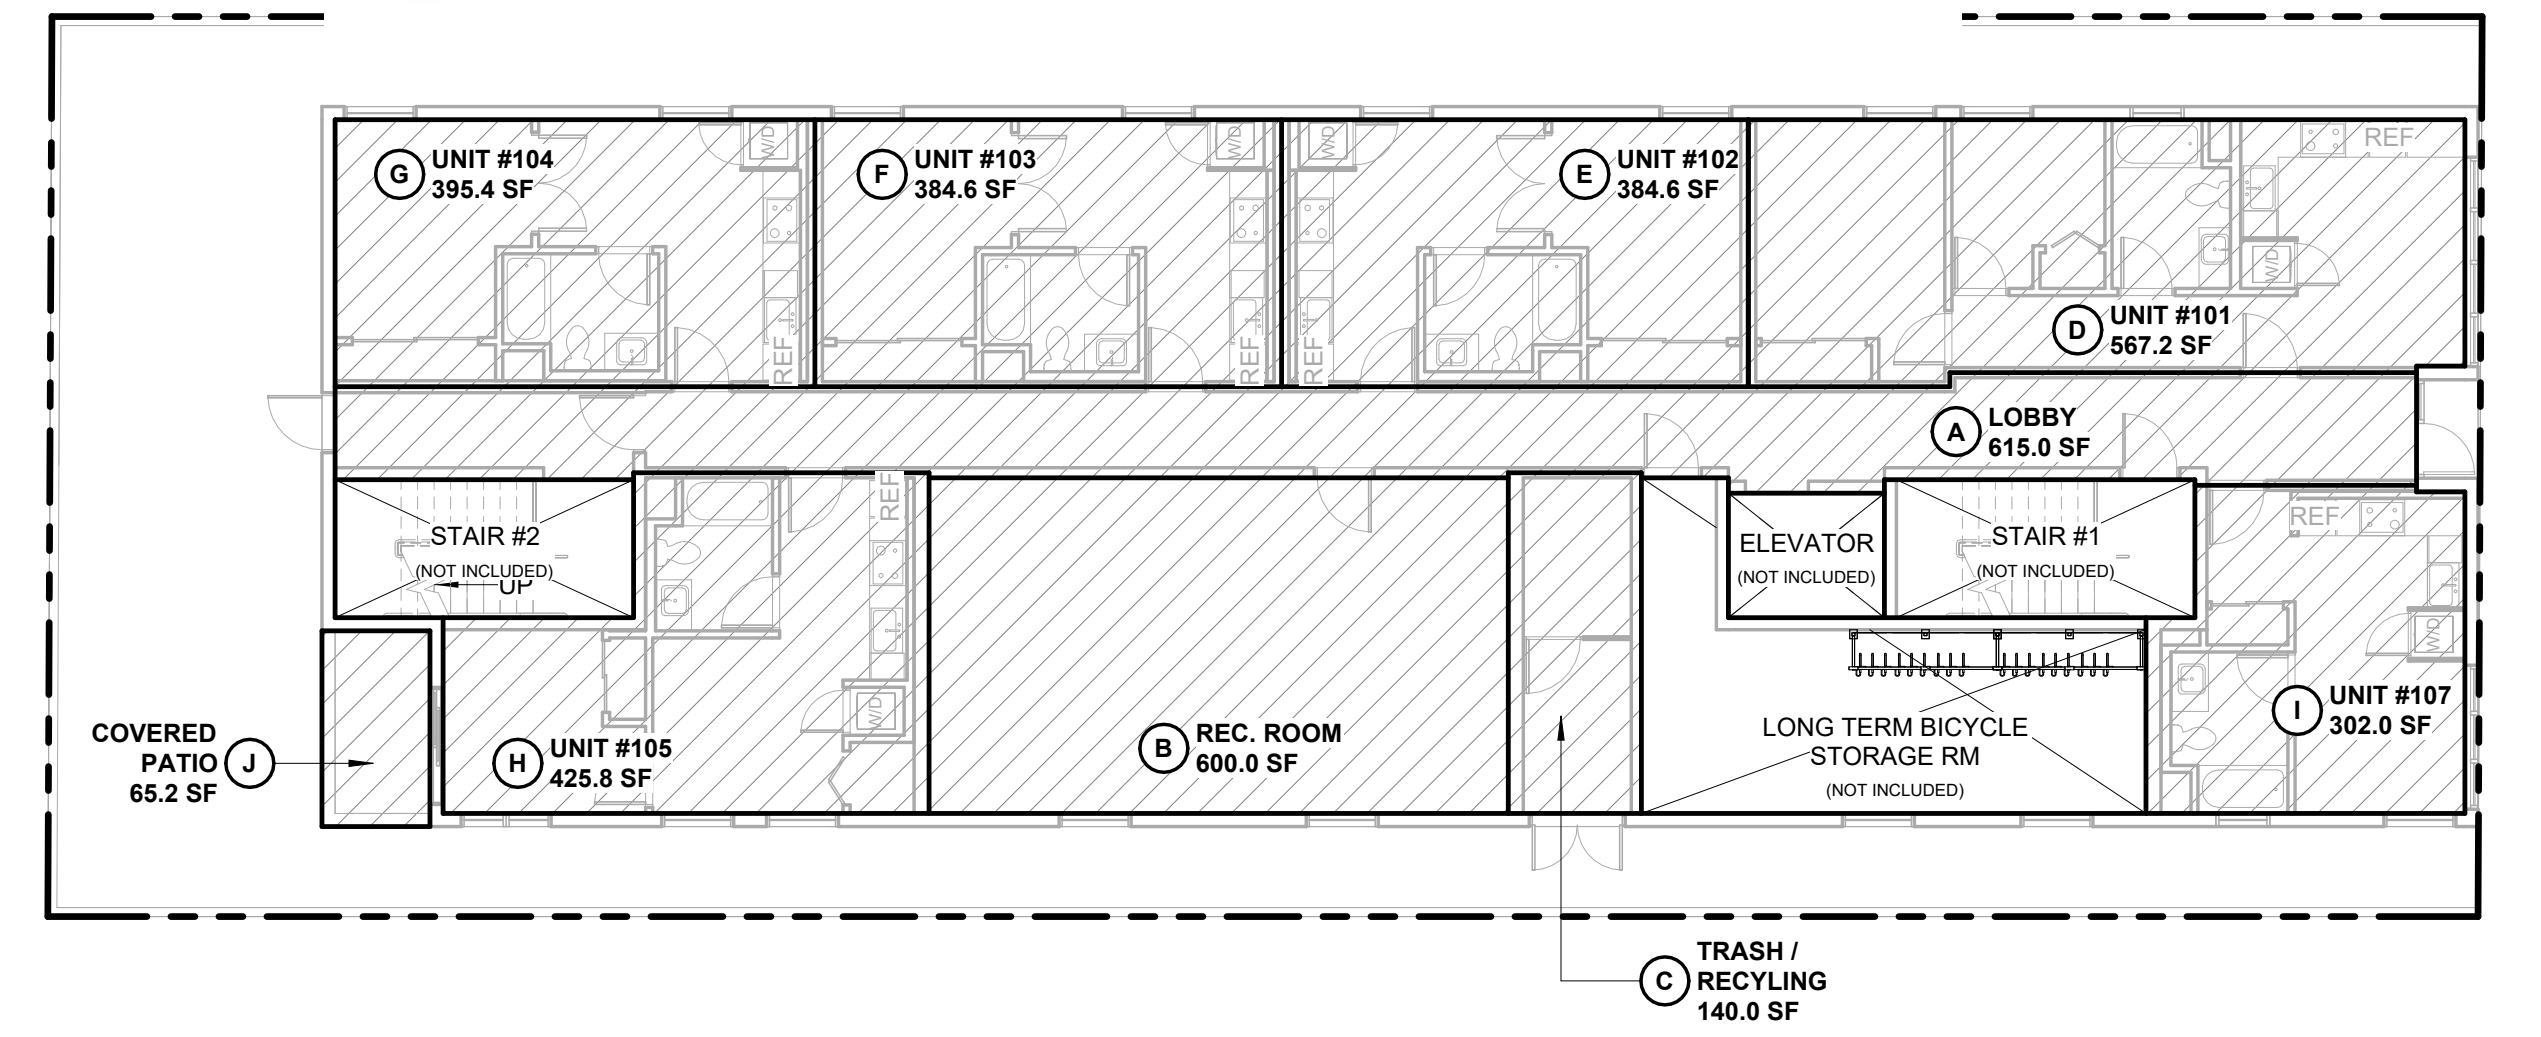 G
UNIT #104
395.4 SF
W/D
REF
F
UNIT #103
384.6 SF
W/D
REF
W/D
REF
E
UNIT #102
384.6 SF
REF
W/D
D
UNIT #101
567.2 SF
A
LOBBY
615.0 SF
STAIR #2
(NOT INCLUDED)
UP
REF
ELEVATOR
(NOT INCLUDED)
STAIR #1
(NOT INCLUDED)
REF
W/D
COVERED
PATIO
65.2 SF
J
H
UNIT #105
425.8 SF
W/D
B
REC. ROOM
600.0 SF
LONG TERM BICYCLE
STORAGE RM
(NOT INCLUDED)
I
UNIT #107
302.0 SF
C
TRASH /
RECYLING
140.0 SF